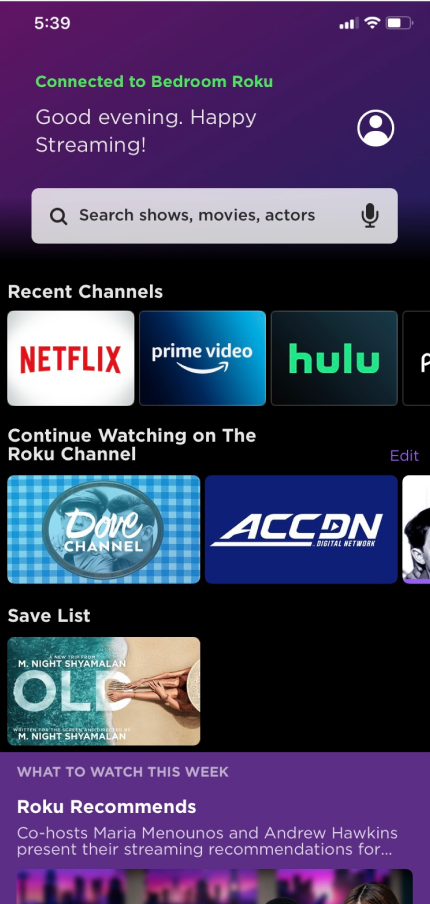 5:39
Connected to Bedroom Roku
Good evening. Happy
Streaming!
Search shows, movies, actors
Recent Channels
NETFLIX
prime video
hulu
Continue Watching on The
Roku Channel
Edit
Dove
CHANNEL
ACCDN
DIGITAL NETWORK
Save List
A NEW TRIP FROM
M. NIGHT SHYAMALAN
OLD
WRITTEN FOR THE SCREEN AND DIRECTED BY
M. NIGHT SHYAMALAN
WHAT TO WATCH THIS WEEK
Roku Recommends
Co-hosts Maria Menounos and Andrew Hawkins
present their streaming recommendations for...